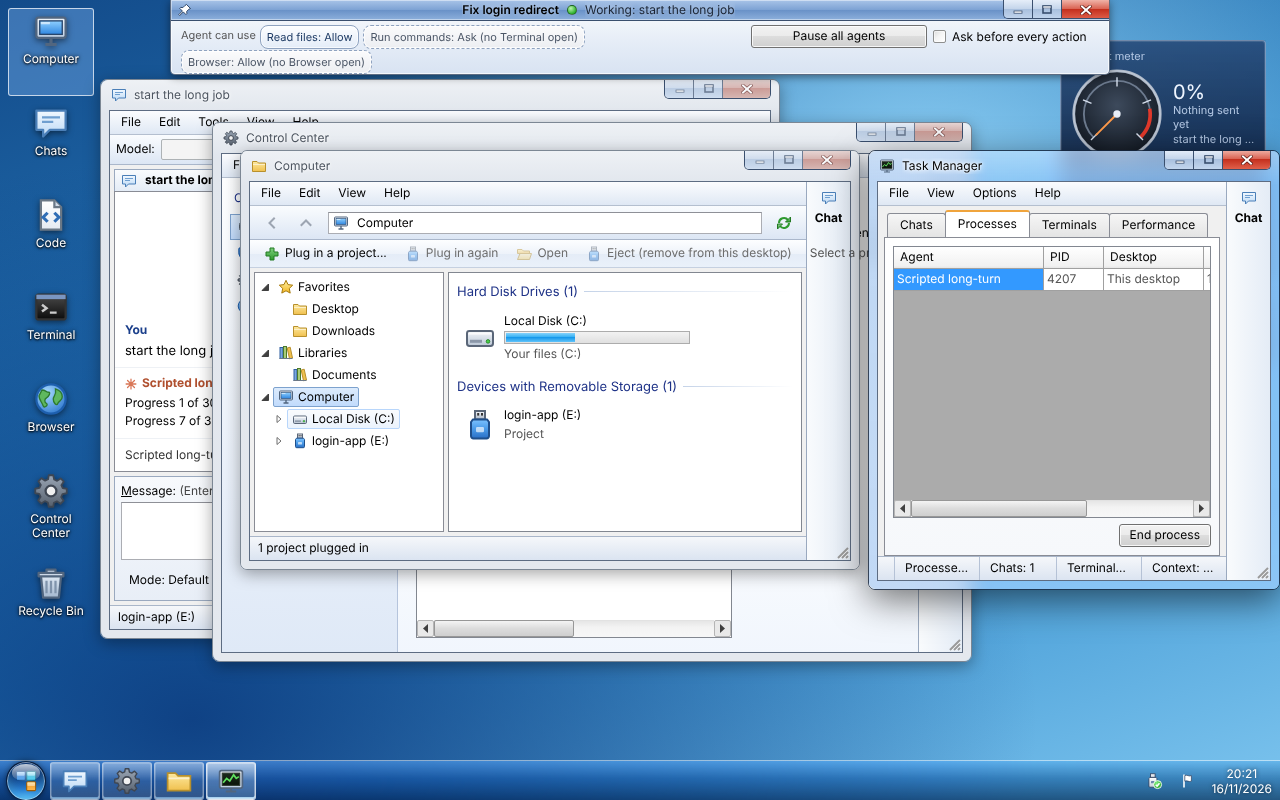 Fix login redirect Working: start the long job
Agent can use Read files: Allow Run commands: Ask (no Terminal open)
Browser: Allow (no Browser open)
Pause all agents Ask before every action
Computer
Chats
Code
Terminal
Browser
Control Center
Recycle Bin
meter
0%
Nothing sent yet
start the long ...
start the long job
File Edit Tools View Help
Model:
start the lon
You
start the long j
Scripted lon
Progress 1 of 30
Progress 7 of 3
Scripted long-tu
Message: (Enter
Mode: Default
login-app (E:)
Control Center
Computer
File Edit View Help
Computer
Plug in a project... Plug in again Open Eject (remove from this desktop)
Favorites
Desktop
Downloads
Libraries
Documents
Computer
Local Disk (C:)
login-app (E:)
Hard Disk Drives (1)
Local Disk (C:)
Your files (C:)
Devices with Removable Storage (1)
login-app (E:)
Project
1 project plugged in
Chat
Select a pr
Task Manager
File View Options Help
Chats Processes Terminals Performance
Agent PID Desktop
Scripted long-turn 4207 This desktop
End process
Processe... Chats: 1 Terminal... Context: ...
Chat
20:21
16/11/2026